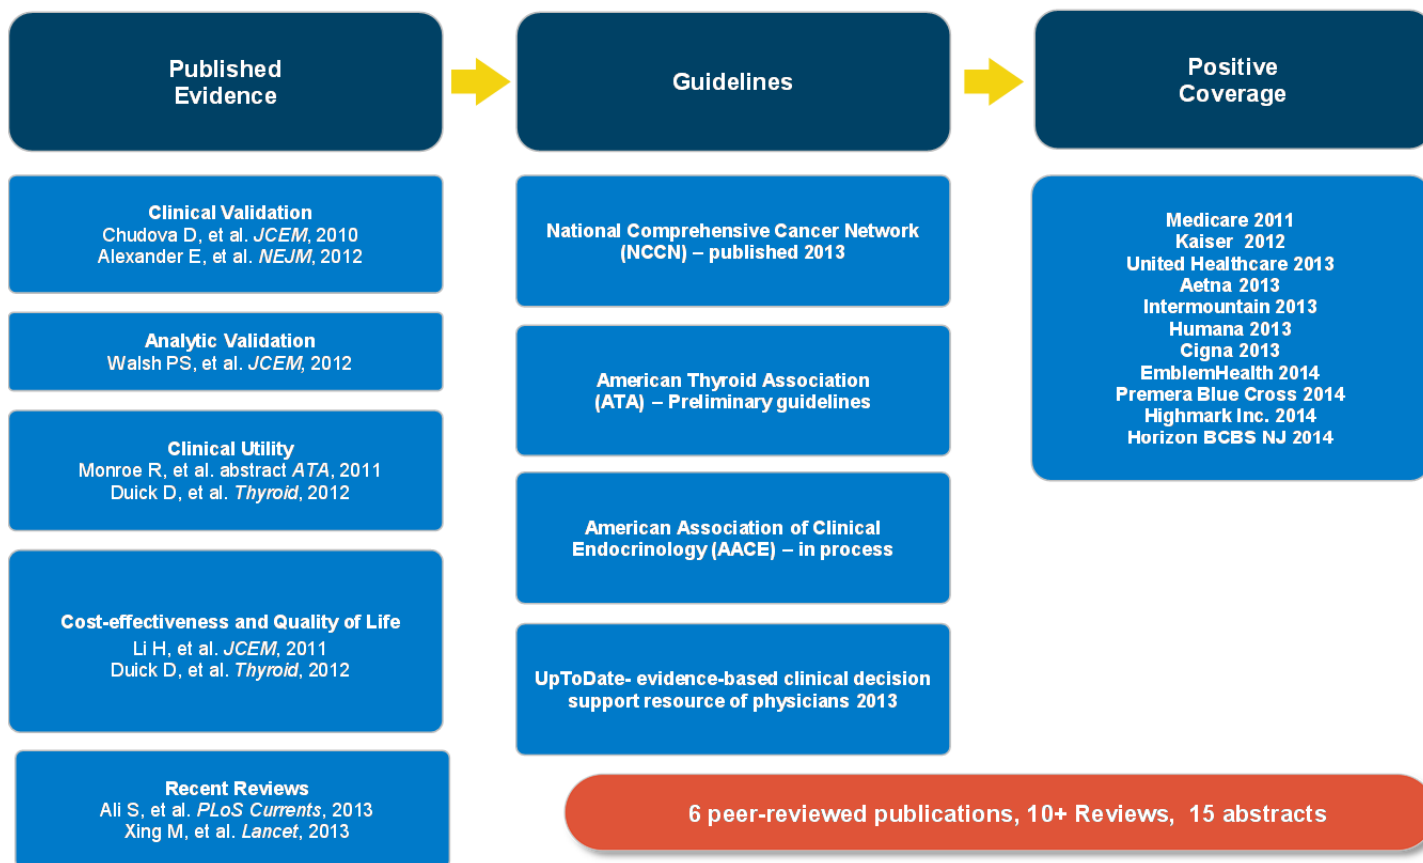 Published
Evidence
Guidelines
Positive
Coverage
Clinical Validation
Chudova D, et al. JCEM, 2010
Alexander E, et al. NEJM, 2012
Analytic Validation
Walsh PS, et al. JCEM, 2012
Clinical Utility
Monroe R, et al. abstract ATA, 2011
Duick D, et al. Thyroid, 2012
Cost-effectiveness and Quality of Life
Li H, et al. JCEM, 2011
Duick D, et al. Thyroid, 2012
Recent Reviews
Ali S, et al. PLoS Currents, 2013
Xing M, et al. Lancet, 2013
National Comprehensive Cancer Network
(NCCN) – published 2013
American Thyroid Association
(ATA) – Preliminary guidelines
American Association of Clinical
Endocrinology (AACE) – in process
UpToDate- evidence-based clinical decision
support resource of physicians 2013
Medicare 2011
Kaiser 2012
United Healthcare 2013
Aetna 2013
Intermountain 2013
Humana 2013
Cigna 2013
EmblemHealth 2014
Premera Blue Cross 2014
Highmark Inc. 2014
Horizon BCBS NJ 2014
6 peer-reviewed publications, 10+ Reviews, 15 abstracts